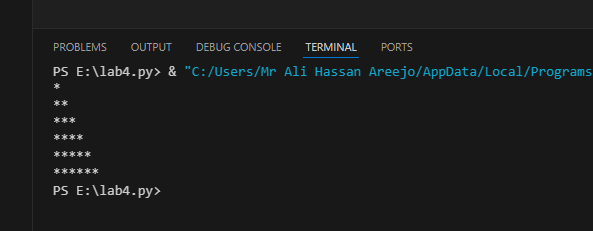 PROBLEMS OUTPUT DEBUG CONSOLE TERMINAL PORTS
PS E:\lab4.py> & "C:/Users/Mr Ali Hassan Areejo/AppData/Local/Programs
*
**
***
****
*****
******
PS E:\lab4.py>